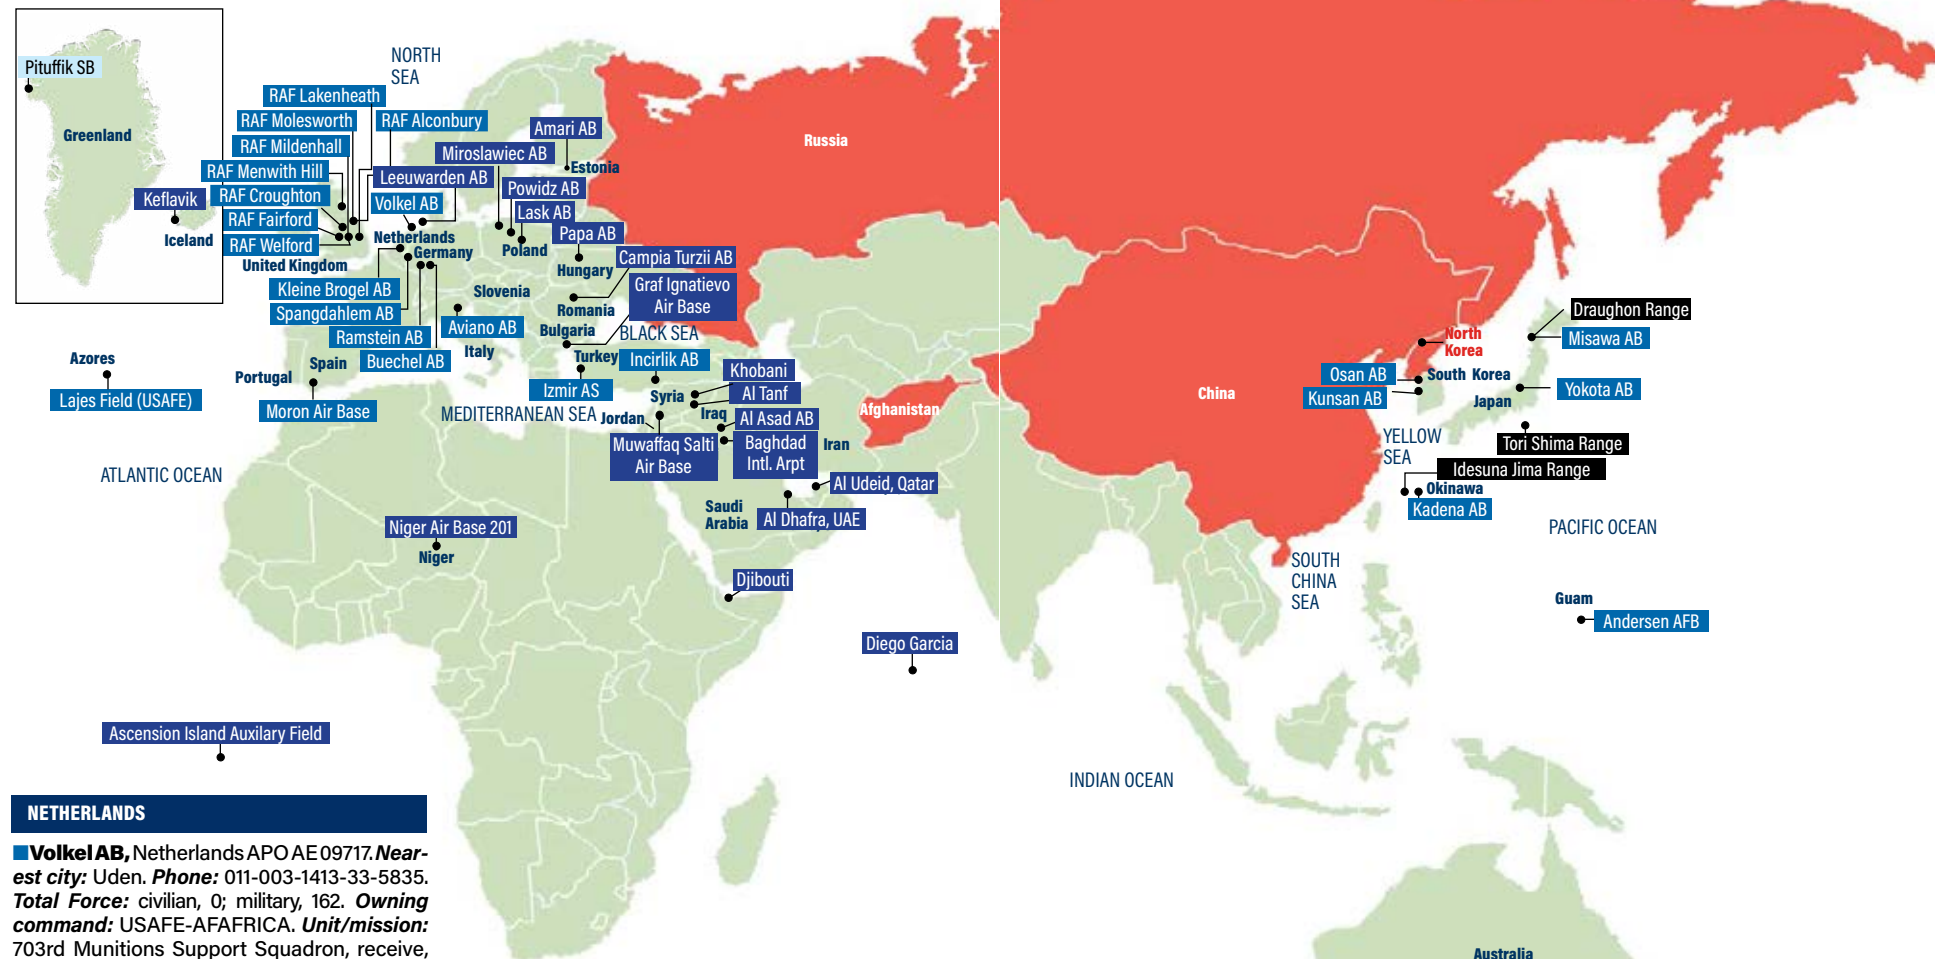 Pituffik SB
Greenland
Keflavik
Iceland
NORTH
SEA
RAF Lakenheath
RAF Molesworth
RAF Alconbury
RAF Mildenhall
RAF Menwith Hill
RAF Croughton
RAF Fairford
RAF Welford
United Kingdom
Amari AB
Estonia
Miroslawiec AB
Leeuwarden AB
Powidz AB
Volkel AB
Lask AB
Papa AB
Netherlands
Germany
Poland
Hungary
Campia Turzii AB
Graf Ignatievo
Air Base
Kleine Brogel AB
Spangdahlem AB
Ramstein AB
Buechel AB
Slovenia
Romania
Bulgaria
BLACK SEA
Aviano AB
Italy
Turkey
Incirlik AB
Izmir AS
Azores
Lajes Field (USAFE)
Portugal
Spain
Moron Air Base
MEDITERRANEAN SEA
Khobani
Syria
Al Tanf
Jordan
Iraq
Al Asad AB
Muwaffaq Salti
Air Base
Baghdad
Intl. Arpt
Iran
Afghanistan
Russia
China
ATLANTIC OCEAN
Al Udeid, Qatar
Saudi
Arabia
Al Dhafra, UAE
Niger Air Base 201
Niger
Djibouti
Diego Garcia
Ascension Island Auxilary Field
Draughon Range
Misawa AB
North
Korea
Osan AB
South Korea
Kunsan AB
Yokota AB
Japan
YELLOW
SEA
Tori Shima Range
Idesuna Jima Range
Okinawa
Kadena AB
PACIFIC OCEAN
SOUTH
CHINA
SEA
Guam
Andersen AFB
INDIAN OCEAN
Australia
NETHERLANDS
■Volkel AB, Netherlands APO AE 09717. Near-
est city: Uden. Phone: 011-003-1413-33-5835.
Total Force: civilian, 0; military, 162. Owning
command: USAFE-AFAFRICA. Unit/mission:
703rd Munitions Support Squadron, receive,